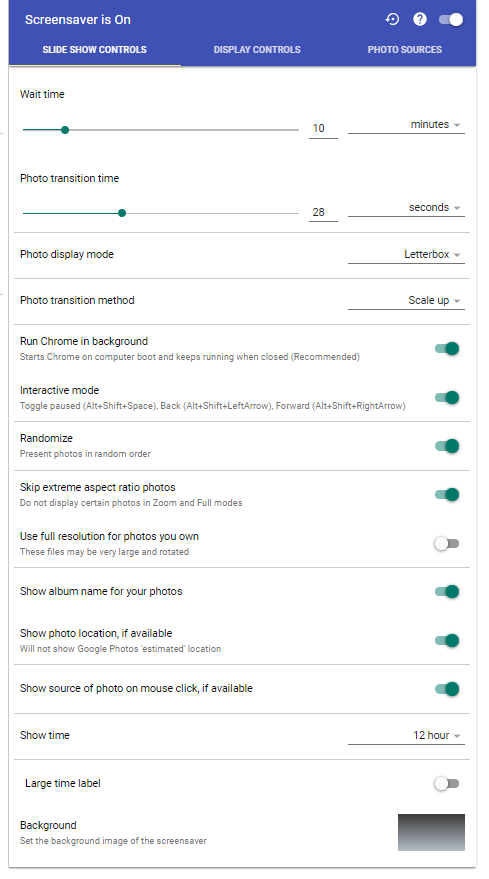 Screensaver is On
SLIDE SHOW CONTROLS DISPLAY CONTROLS PHOTO SOURCES
Wait time
10 minutes
Photo transition time
28 seconds
Photo display mode Letterbox
Photo transition method Scale up
Run Chrome in background
Starts Chrome on computer boot and keeps running when closed (Recommended)
Interactive mode
Toggle paused (Alt+Shift+Space), Back (Alt+Shift+LeftArrow), Forward (Alt+Shift+RightArrow)
Randomize
Present photos in random order
Skip extreme aspect ratio photos
Do not display certain photos in Zoom and Full modes
Use full resolution for photos you own
These files may be very large and rotated
Show album name for your photos
Show photo location, if available
Will not show Google Photos 'estimated' location
Show source of photo on mouse click, if available
Show time 12 hour
Large time label
Background
Set the background image of the screensaver